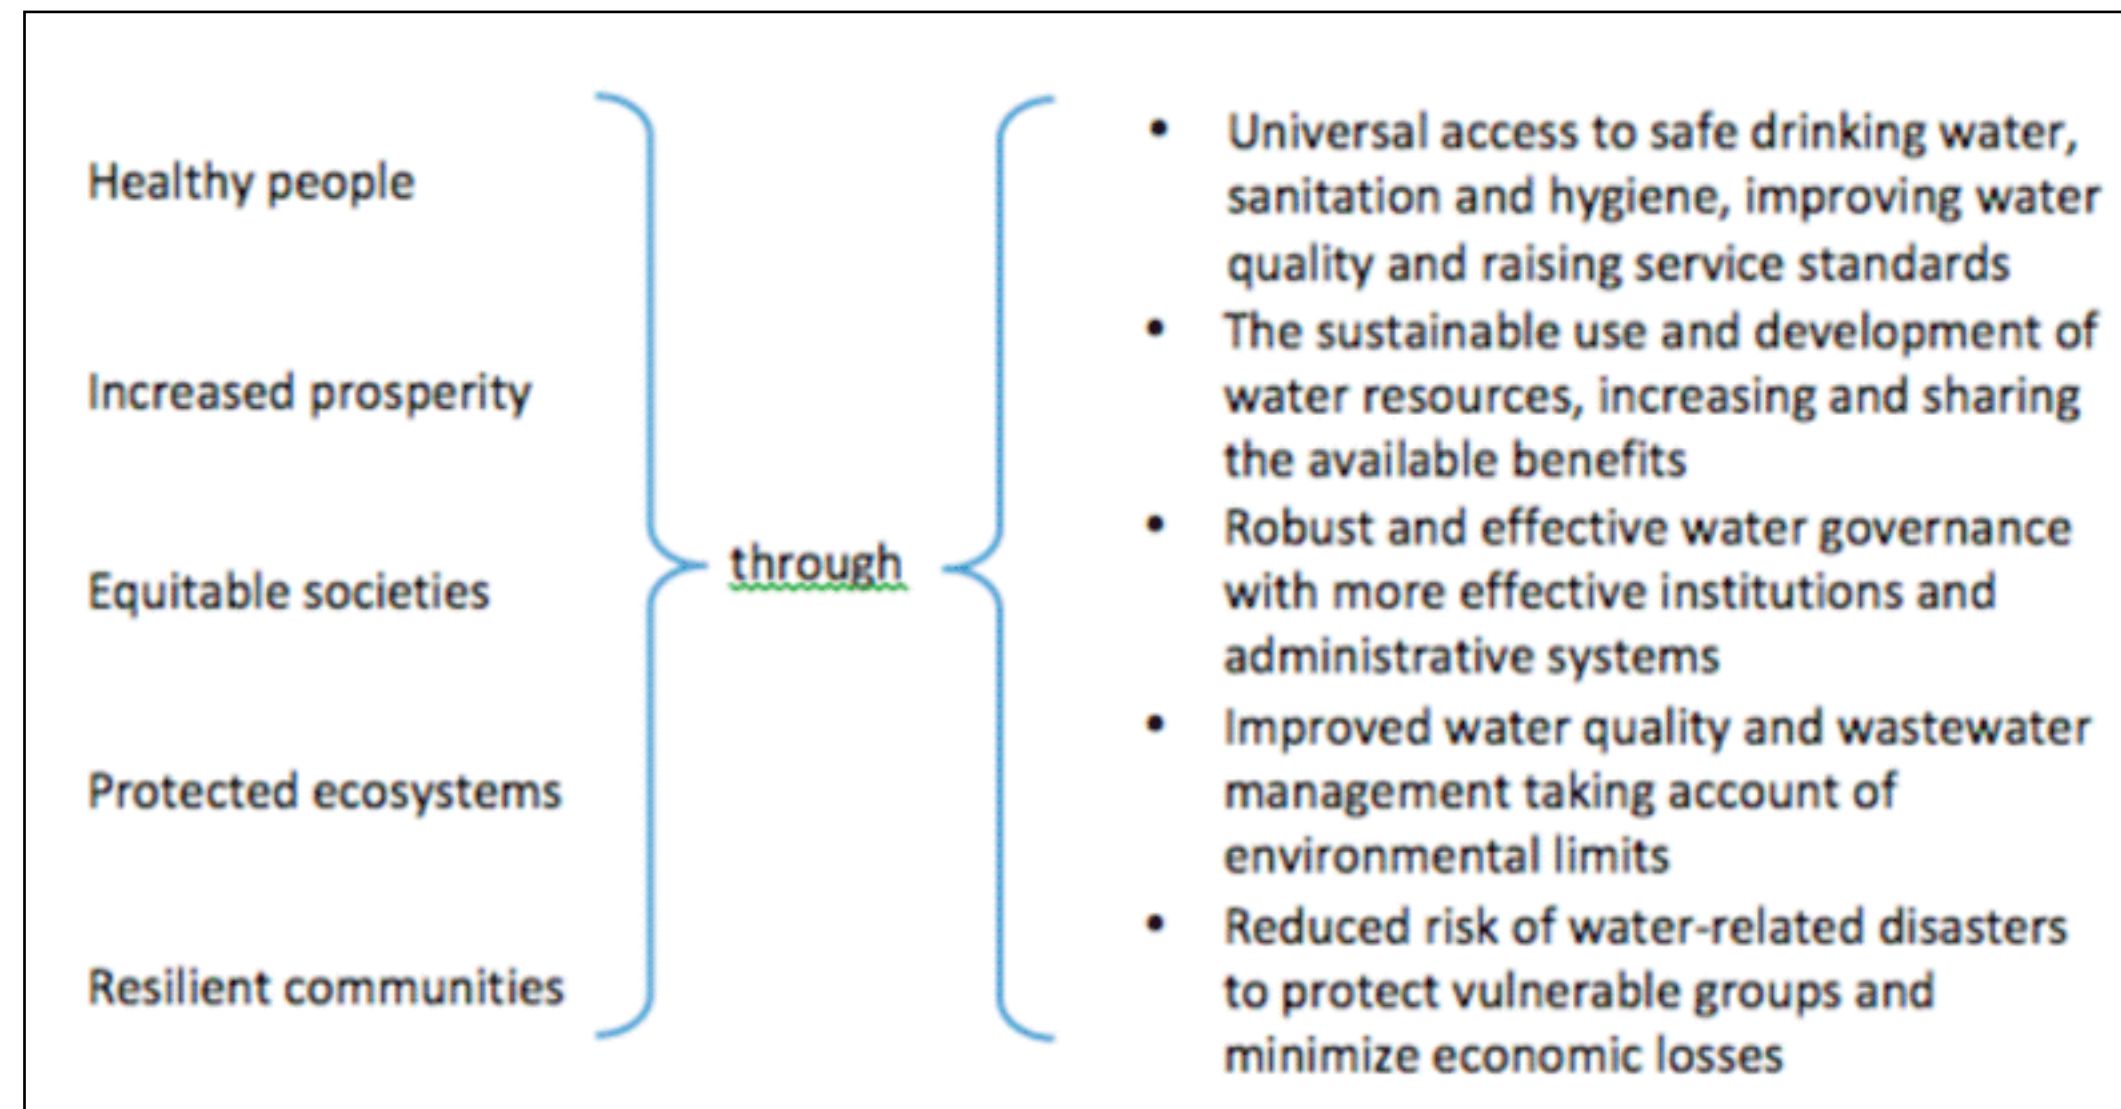 Healthy people
Increased prosperity
Equitable societies
Protected ecosystems
Resilient communities
through
• Universal access to safe drinking water,
sanitation and hygiene, improving water
quality and raising service standards
• The sustainable use and development of
water resources, increasing and sharing
the available benefits
• Robust and effective water governance
with more effective institutions and
administrative systems
• Improved water quality and wastewater
management taking account of
environmental limits
• Reduced risk of water-related disasters
to protect vulnerable groups and
minimize economic losses